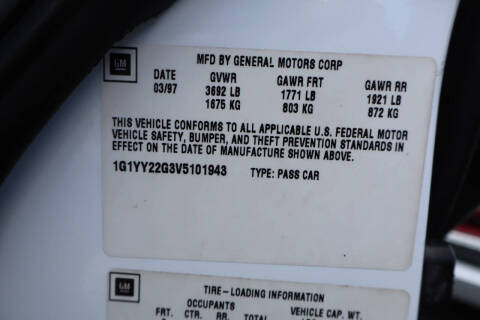 GM
MFD BY GENERAL MOTORS CORP
DATE GVWR GAWR FRT GAWR RR
03/97 3692 LB 1771 LB 1921 LB
1675 KG 803 KG 872 KG
THIS VEHICLE CONFORMS TO ALL APPLICABLE U.S. FEDERAL MOTOR
VEHICLE SAFETY, BUMPER, AND THEFT PREVENTION STANDARDS IN
EFFECT ON THE DATE OF MANUFACTURE SHOWN ABOVE.
1G1YY22G3V5101943 TYPE: PASS CAR
GM
TIRE-LOADING INFORMATION
OCCUPANTS VEHICLE CAP. WT.
FRT. CTR. RR. TOTAL